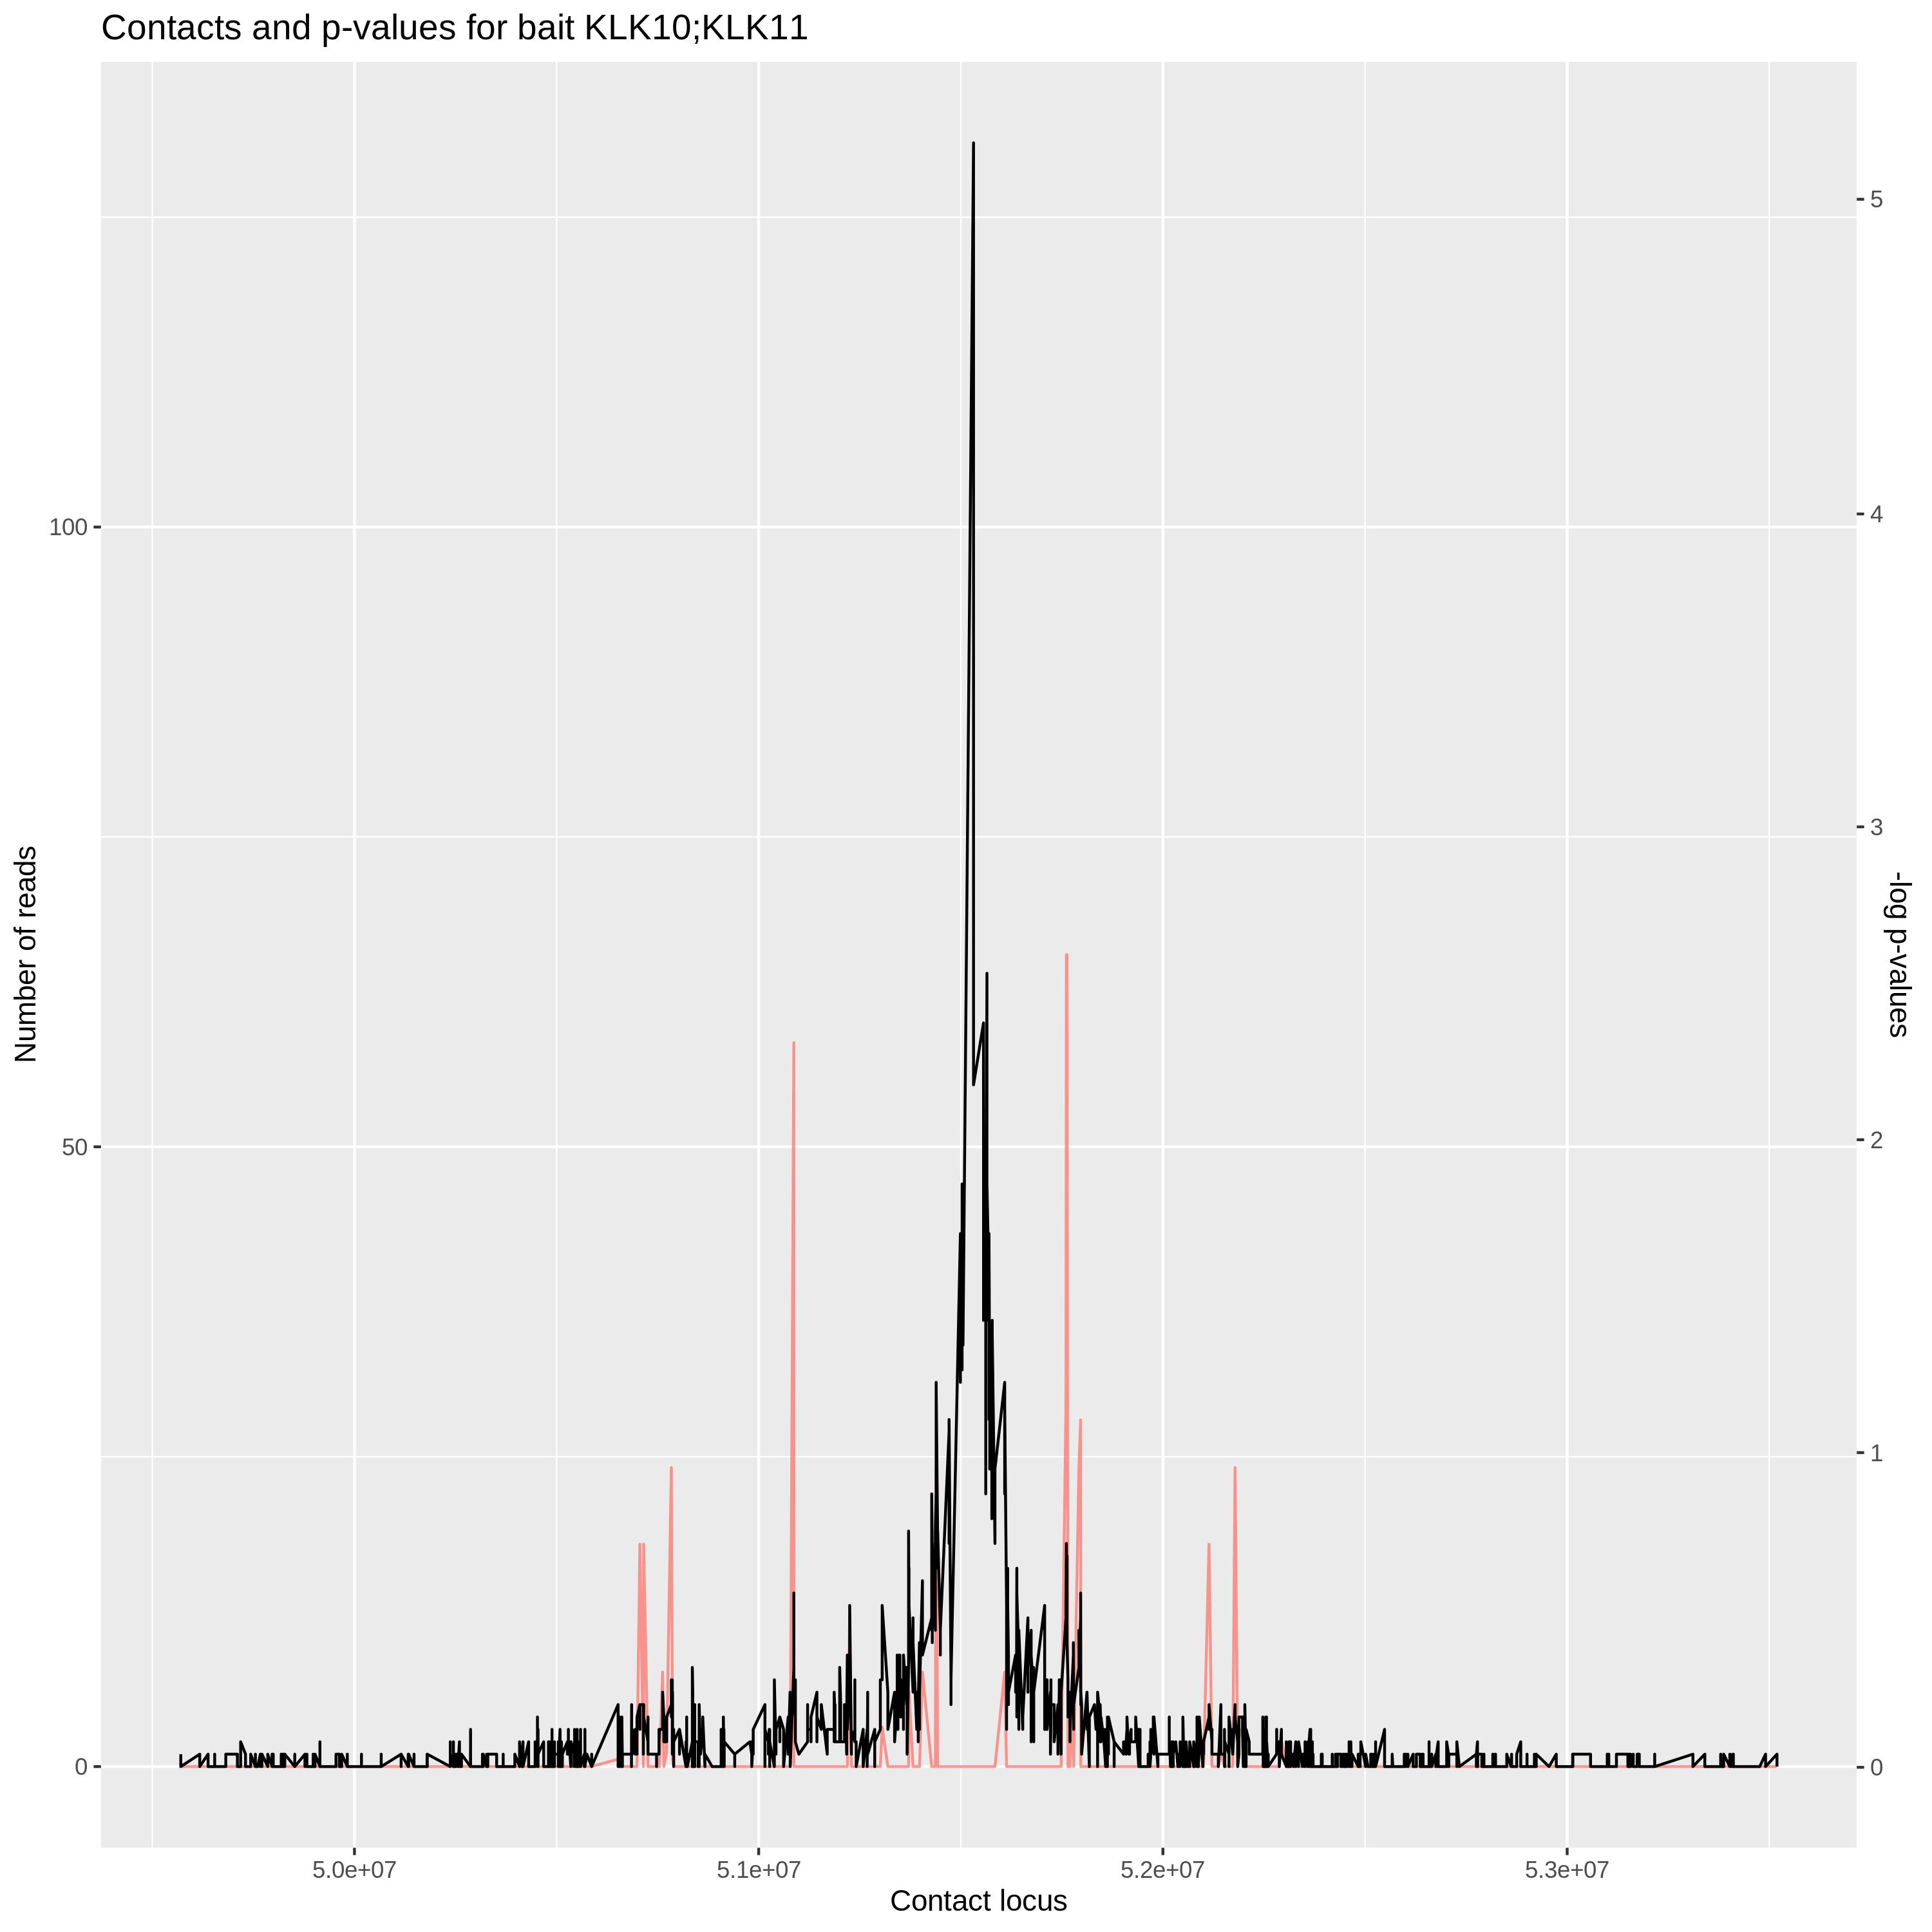 Contacts and p-values for bait KLK10;KLK11
Number of reads
100
50
0
5
4
3
2
1
0
-log p-values
5.0e+07
5.1e+07
5.2e+07
5.3e+07
Contact locus